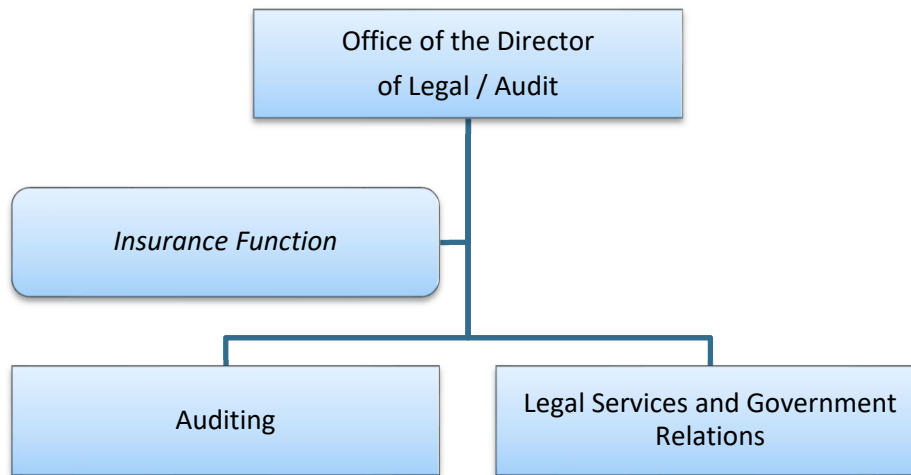 Office of the Director
of Legal / Audit
Insurance Function
Auditing
Legal Services and Government
Relations